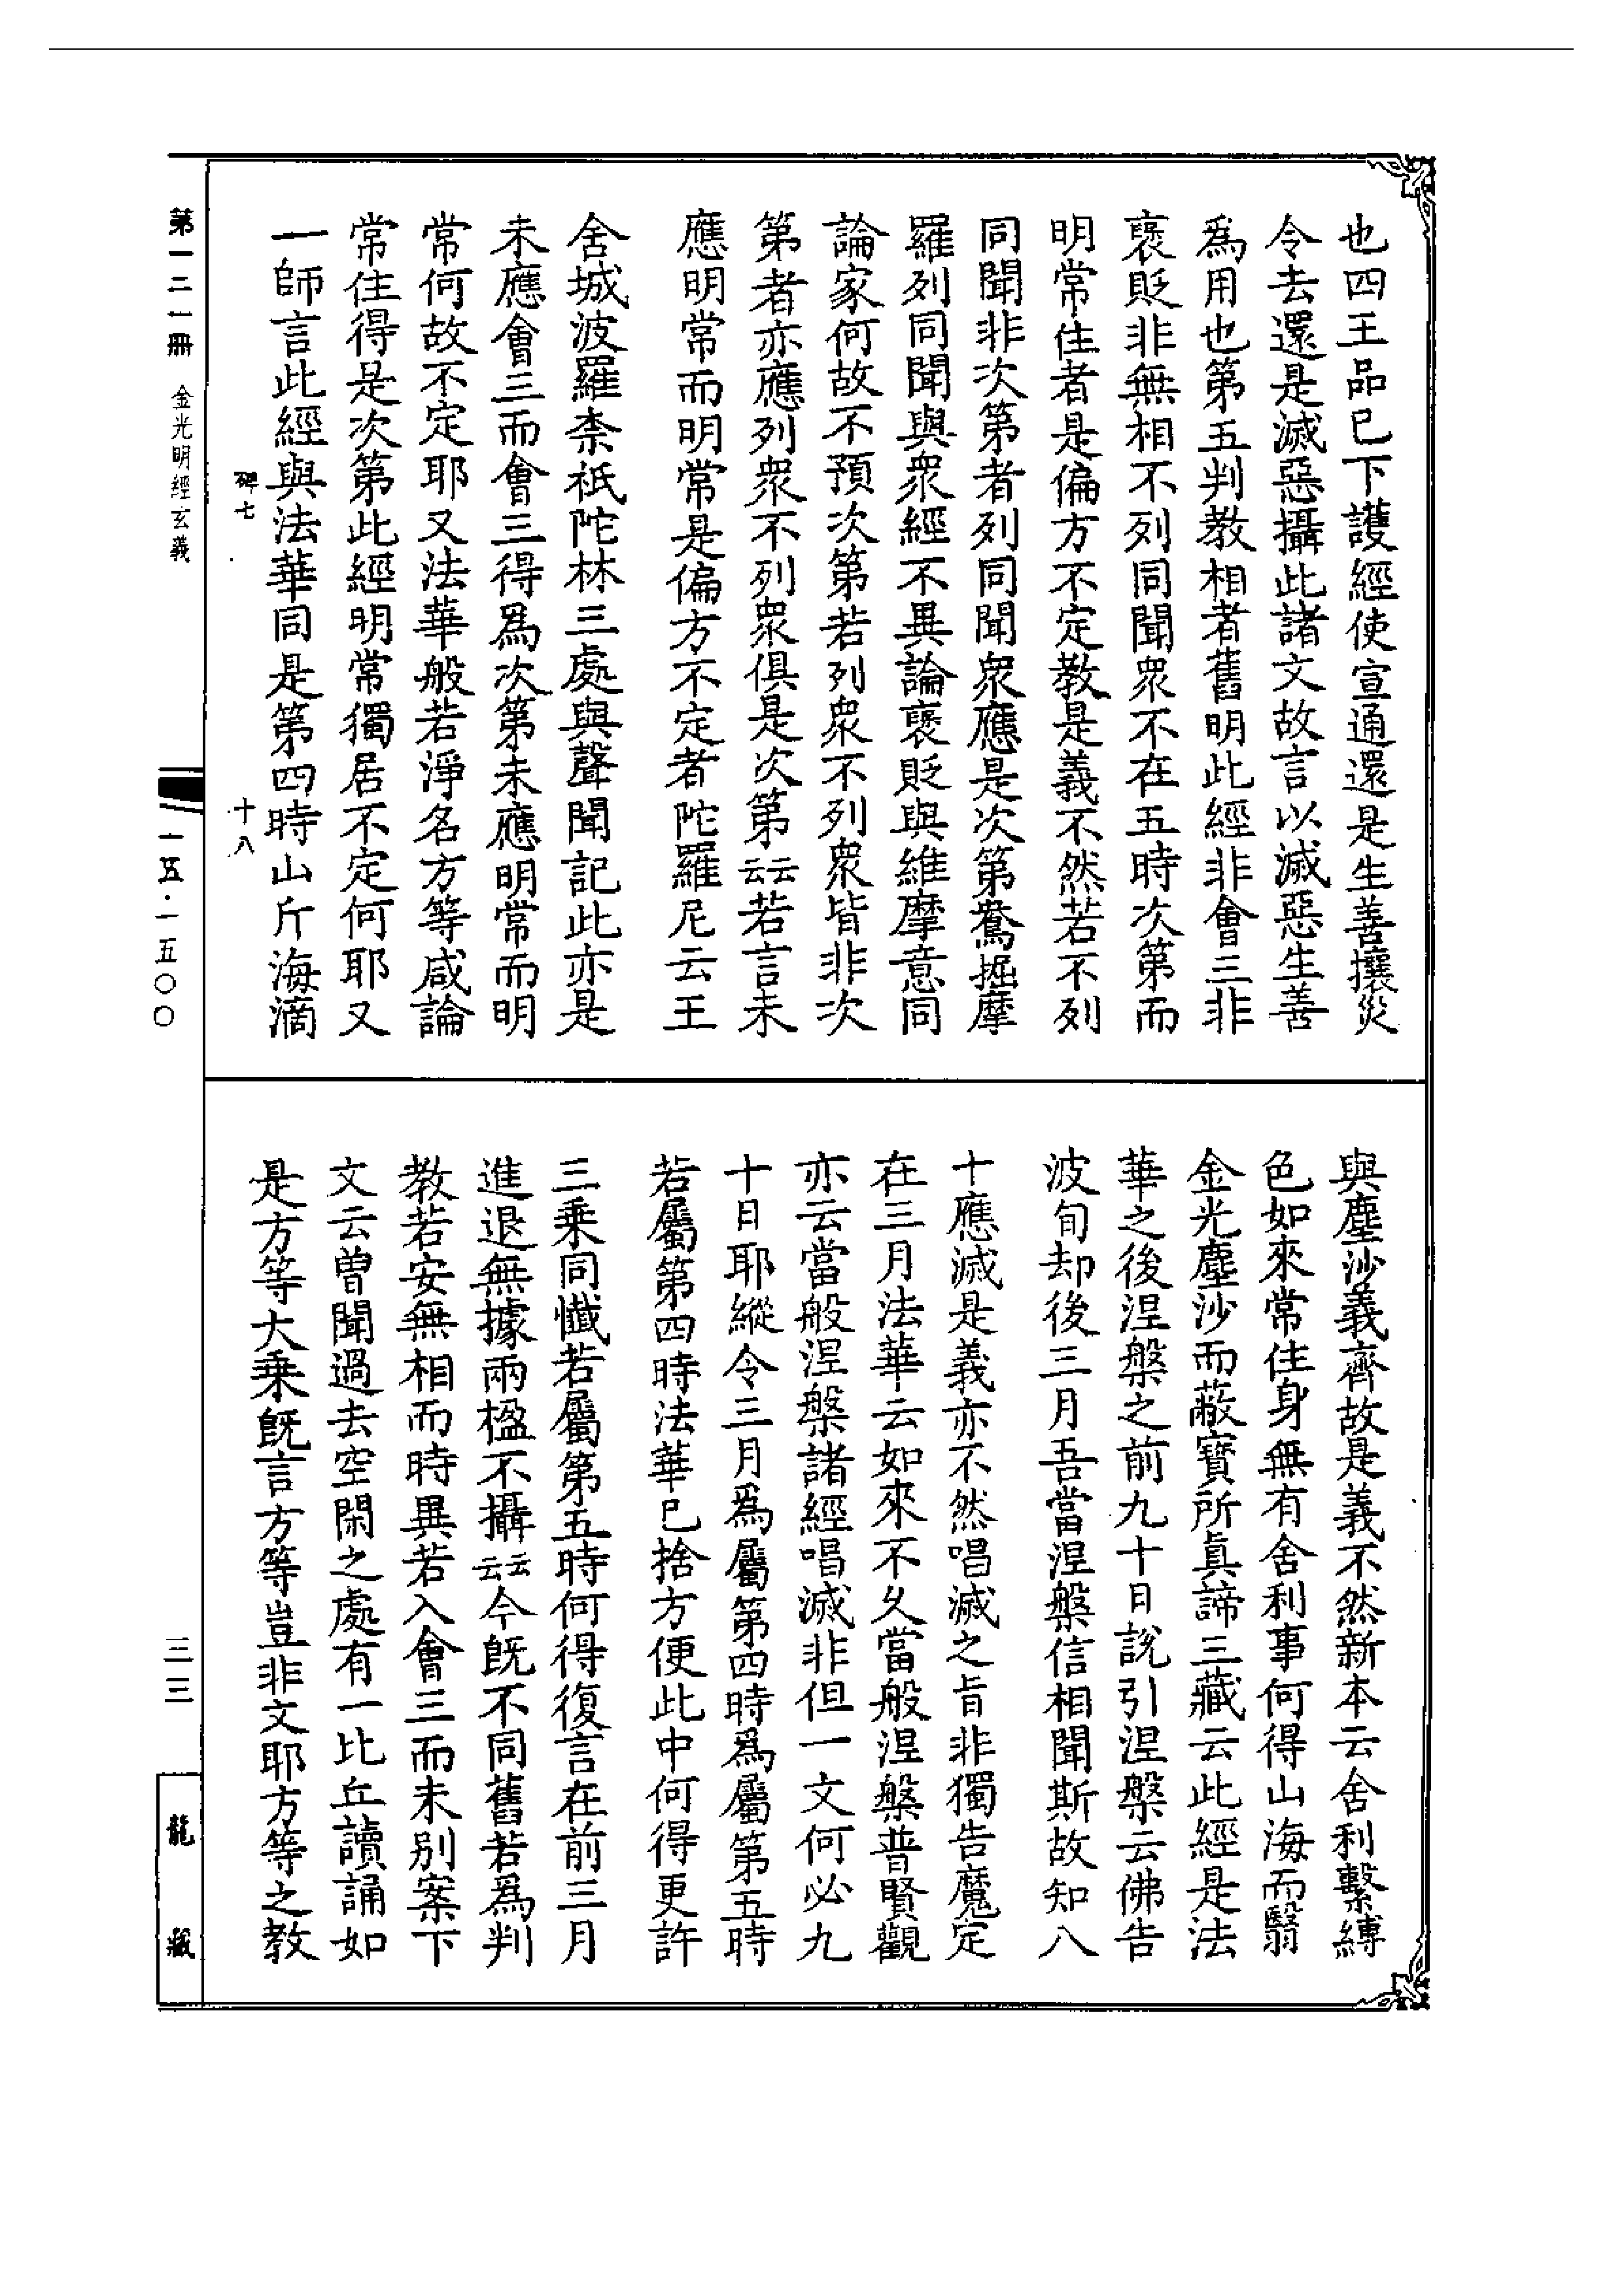 也四王品已下護經使宣通還是生善攘災
令去還是滅惡攝此諸文故言以滅惡生善
爲用也第五判教相者舊明此經非會三非
襃貶非無相不列同聞眾不在五時次第而
明常住者是偏方不定教是義不然若不列
同聞非次第者列同聞眾應是次第鴦掘摩
羅列同聞與眾經不異論襃貶與維摩意同
論家何故不預次第若列眾不列眾皆非次
第者亦應列眾不列眾俱是次第云云若言未
應明常而明常是偏方不定者陀羅尼云王
舍城波羅柰祇陀林三處與聲聞記此亦是
未應會三而會三得爲次第未應明常而明
常何故不定耶又法華般若淨名方等咸論
常住得是次第此經明常獨居不定何耶又
一師言此經與法華同是第四時山斤海滴
碑七 十八
與塵沙義齊故是義不然新本云舍利繫縛
色如來常住身無有舍利事何得山海而翳
金光塵沙而蔽寶所真諦三藏云此經是法
華之後涅槃之前九十日說引涅槃云佛告
波旬却後三月吾當涅槃信相聞斯故知八
十應滅是義亦不然唱滅之旨非獨告魔定
在三月法華云如來不久當般涅槃普賢觀
亦云當般涅槃諸經唱滅非但一文何必九
十日耶縱令三月爲屬第四時爲屬第五時
若屬第四時法華已捨方便此中何得更許
三乘同懺若屬第五時何得復言在前三月
進退無據兩楹不攝云云今既不同舊若爲判
教若安無相而時異若入會三而未别案下
文云曾聞過去空閑之處有一比丘讀誦如
是方等大乘既言方等豈非文耶方等之教
第一二一冊 金光明經玄義
一五·一五〇〇
三三
龍藏